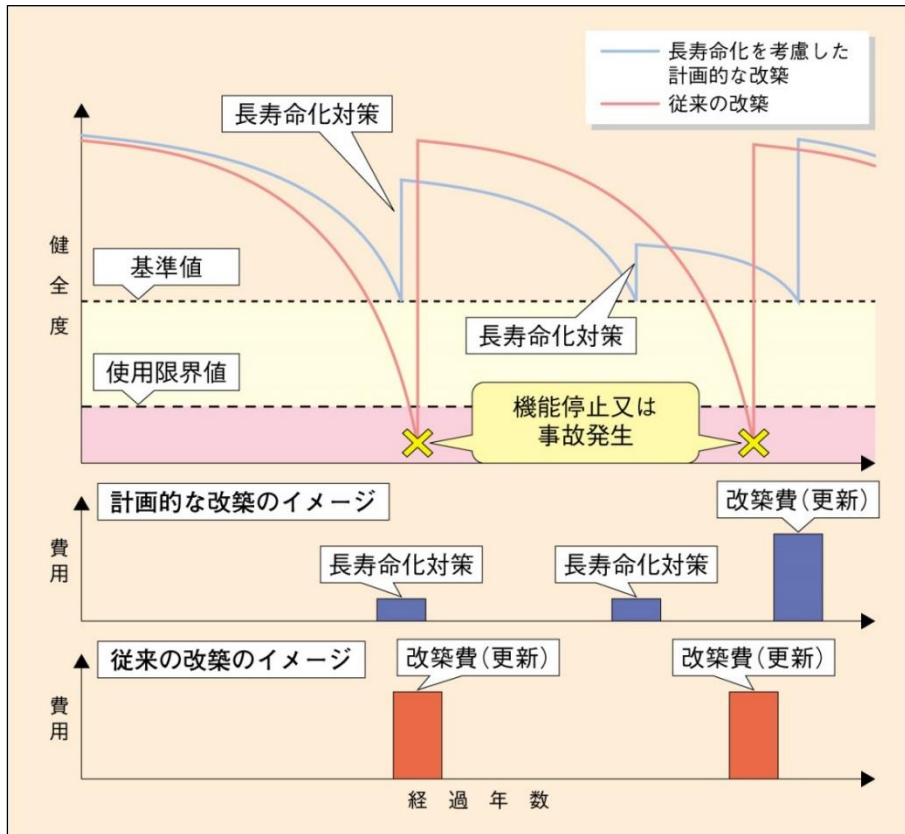 長寿命化を考慮した
計画的な改築
従来の改築
長寿命化対策
健全度
基準値
長寿命化対策
使用限界値
機能停止又は
事故発生
計画的な改築のイメージ
改築費(更新)
費用
長寿命化対策
長寿命化対策
従来の改築のイメージ
改築費(更新)
改築費(更新)
費用
経過年数